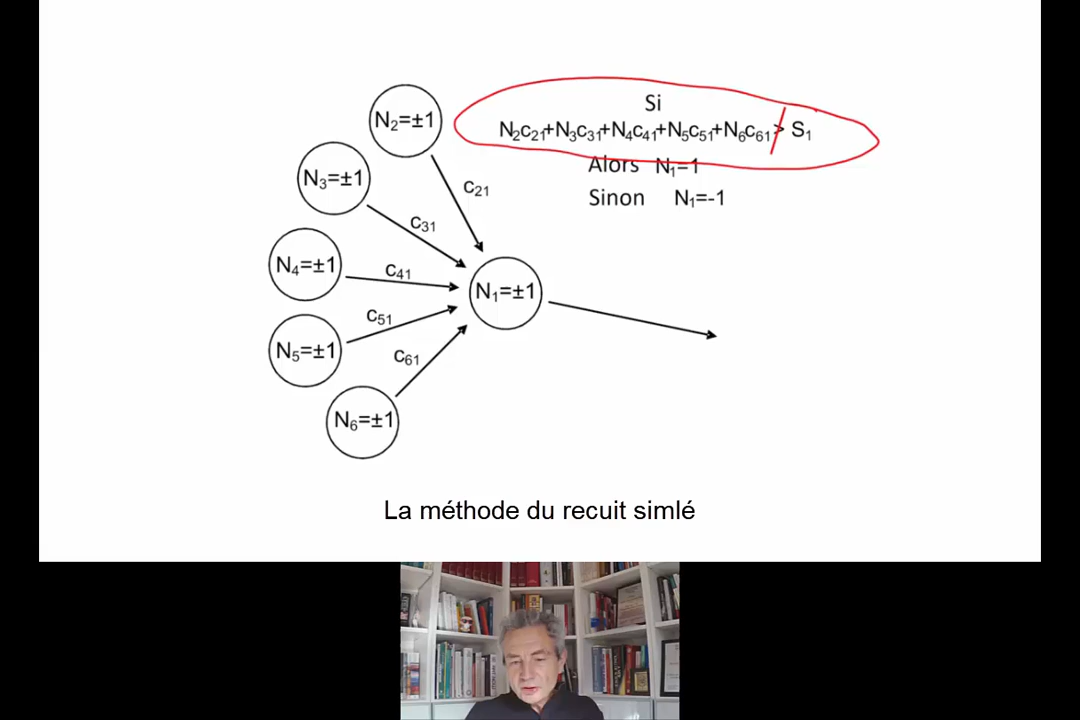 N₂=±1
Si
N₂c₂₁+N₃c₃₁+N₄c₄₁+N₅c₅₁+N₆c₆₁> S₁
Alors N₁=1
Sinon N₁=-1
N₃=±1
c₂₁
c₃₁
N₄=±1
c₄₁
N₁=±1
c₅₁
N₅=±1
c₆₁
N₆=±1
La méthode du recuit simlé